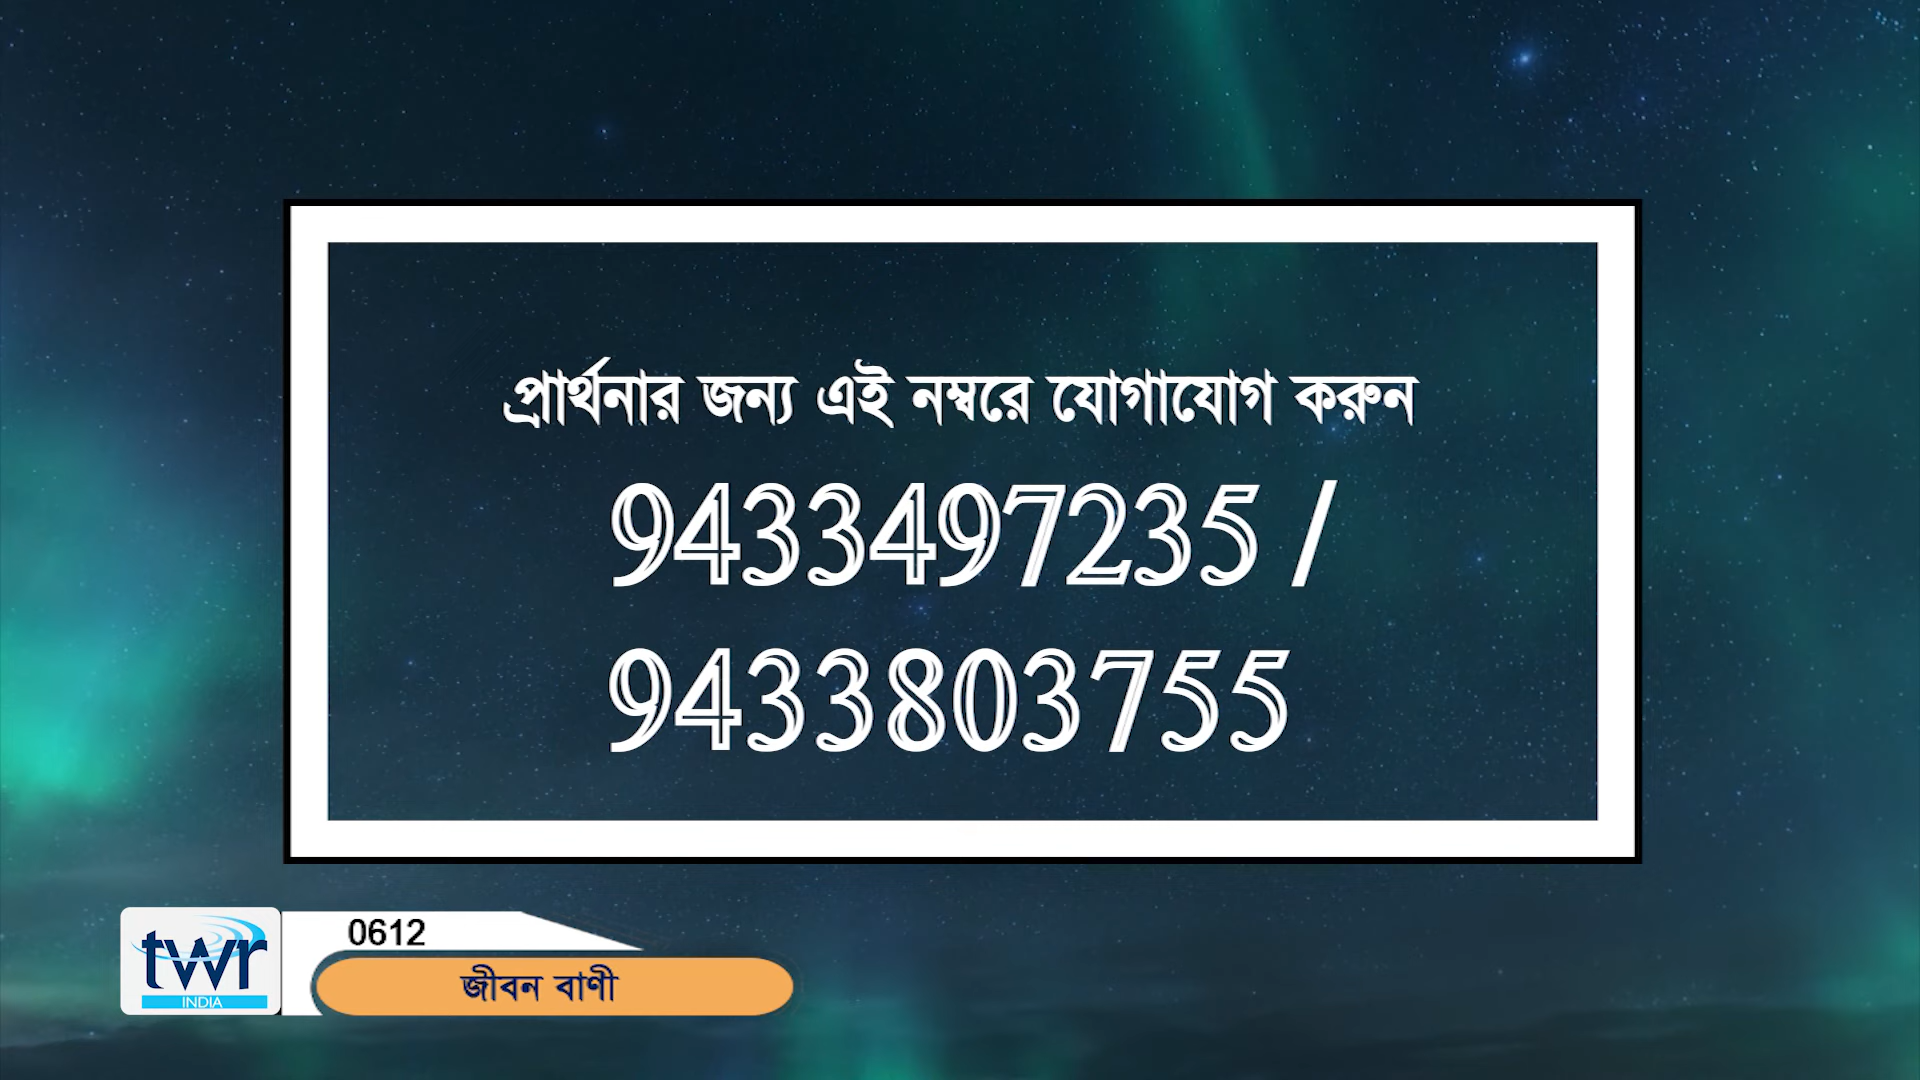 প্রার্থনার জন্য এই নম্বরে যোগাযোগ করুন
9433497235 /
9433803755
0612
twr
INDIA
জীবন বাণী